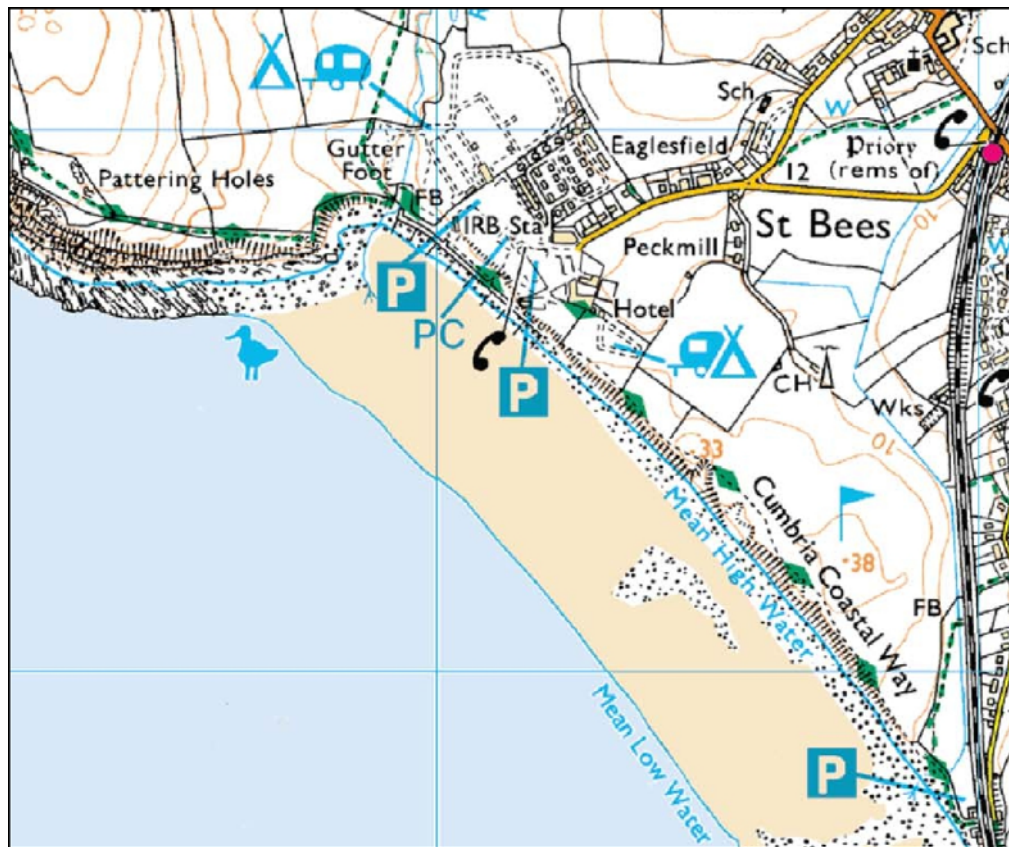 Sch
Sch
Eaglesfield
W
Priory
(rems of)
Gutter
Foot
Pattering Holes
FB
IRB Sta
12
St Bees
10
W
Peckmill
P
PC
Hotel
P
CH
Wks
10
33
Cumbria Coastal Way
Mean High Water
38
FB
Mean Low Water
P